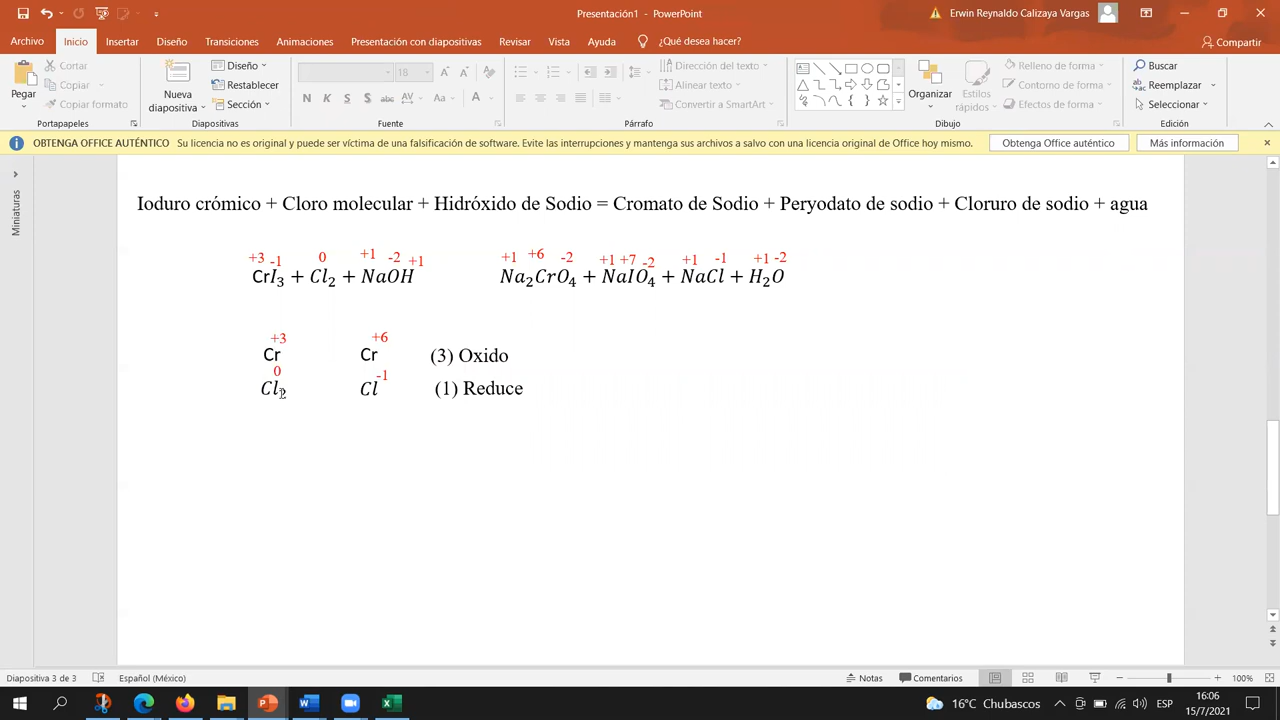 Presentación1 - PowerPoint
Erwin Reynaldo Calizaya Vargas
Archivo Inicio Insertar Diseño Transiciones Animaciones Presentación con diapositivas Revisar Vista Ayuda ¿Qué desea hacer? Compartir
Pegar
Cortar
Copiar
Copiar formato
Portapapeles
Nueva diapositiva
Diseño
Restablecer
Sección
Diapositivas
18
N K S S abc AV Aa A
Fuente
Dirección del texto
Alinear texto
Convertir a SmartArt
Párrafo
Organizar
Estilos rápidos
Relleno de forma
Contorno de forma
Efectos de forma
Dibujo
Buscar
Reemplazar
Seleccionar
Edición
OBTENGA OFFICE AUTÉNTICO Su licencia no es original y puede ser víctima de una falsificación de software. Evite las interrupciones y mantenga sus archivos a salvo con una licencia original de Office hoy mismo. Obtenga Office auténtico Más información
Miniaturas
Ioduro crómico + Cloro molecular + Hidróxido de Sodio = Cromato de Sodio + Peryodato de sodio + Cloruro de sodio + agua
+3 -1 0 +1 -2 +1 +1 +6 -2 +1 +7 -2 +1 -1 +1 -2
CrI₃ + Cl₂ + NaOH Na₂CrO₄ + NaIO₄ + NaCl + H₂O
+3 +6
Cr Cr (3) Oxido
0 -1
Cl₂ Cl (1) Reduce
Diapositiva 3 de 3 Español (México) Notas Comentarios 100%
16°C Chubascos ESP 16:06
15/7/2021